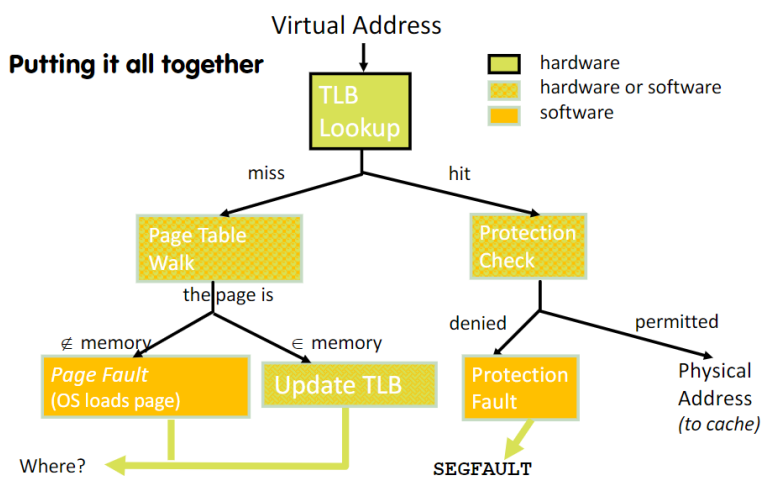 Virtual Address
Putting it all together
hardware
hardware or software
software
TLB
Lookup
miss
hit
Page Table
Walk
Protection
Check
the page is
∉ memory
∈ memory
denied
permitted
Page Fault
(OS loads page)
Update TLB
Protection
Fault
Physical
Address
(to cache)
Where?
SEGFAULT